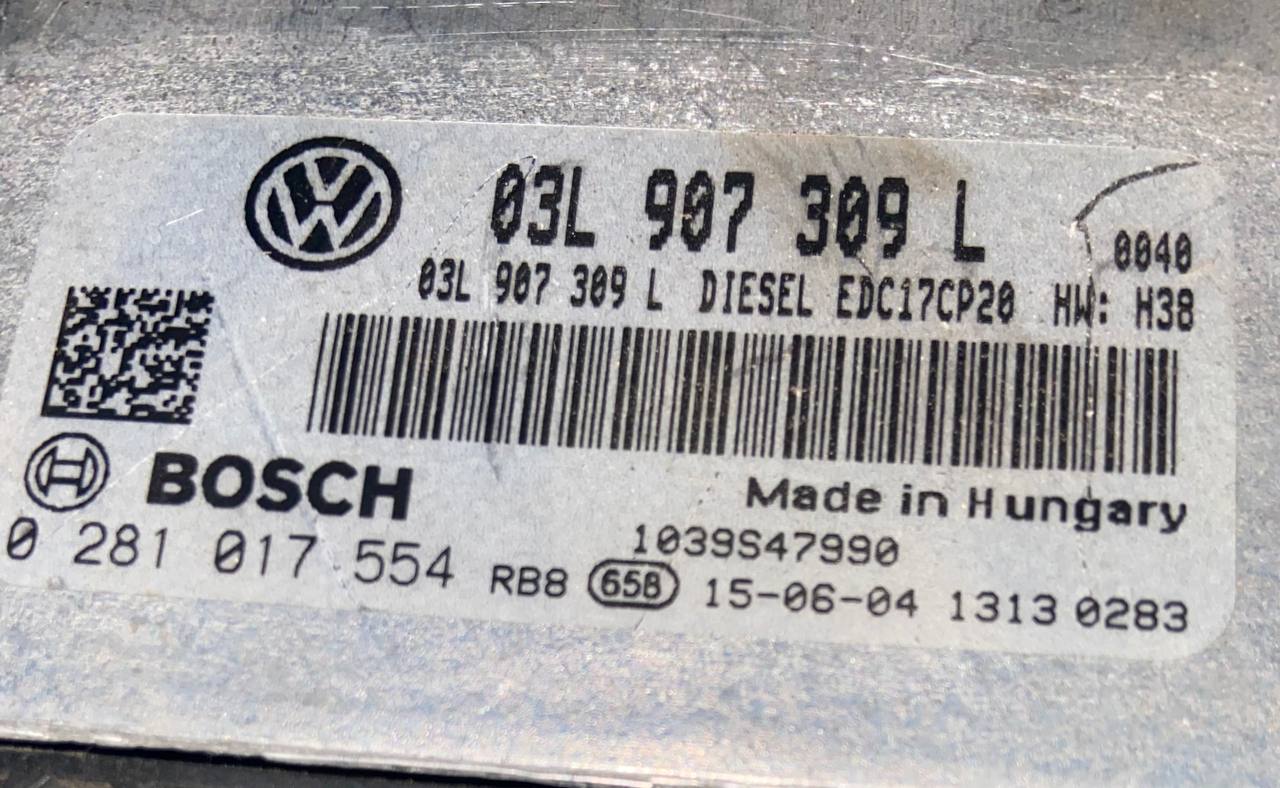 03L 907 309 L 0040
03L 907 309 L DIESEL EDC17CP20 HW: H38
BOSCH
Made in Hungary
0 281 017 554
1039S47990
RB8 65B 15-06-04 1313 0283